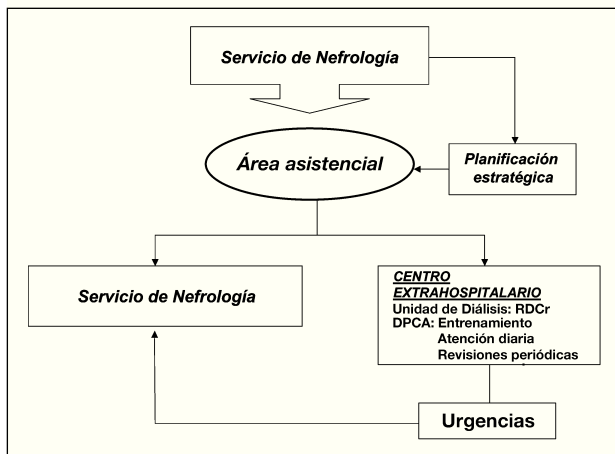 Servicio de Nefrología
Área asistencial
Planificación
estratégica
Servicio de Nefrología
CENTRO
EXTRAHOSPITALARIO
Unidad de Diálisis: RDCr
DPCA: Entrenamiento
Atención diaria
Revisiones periódicas
Urgencias